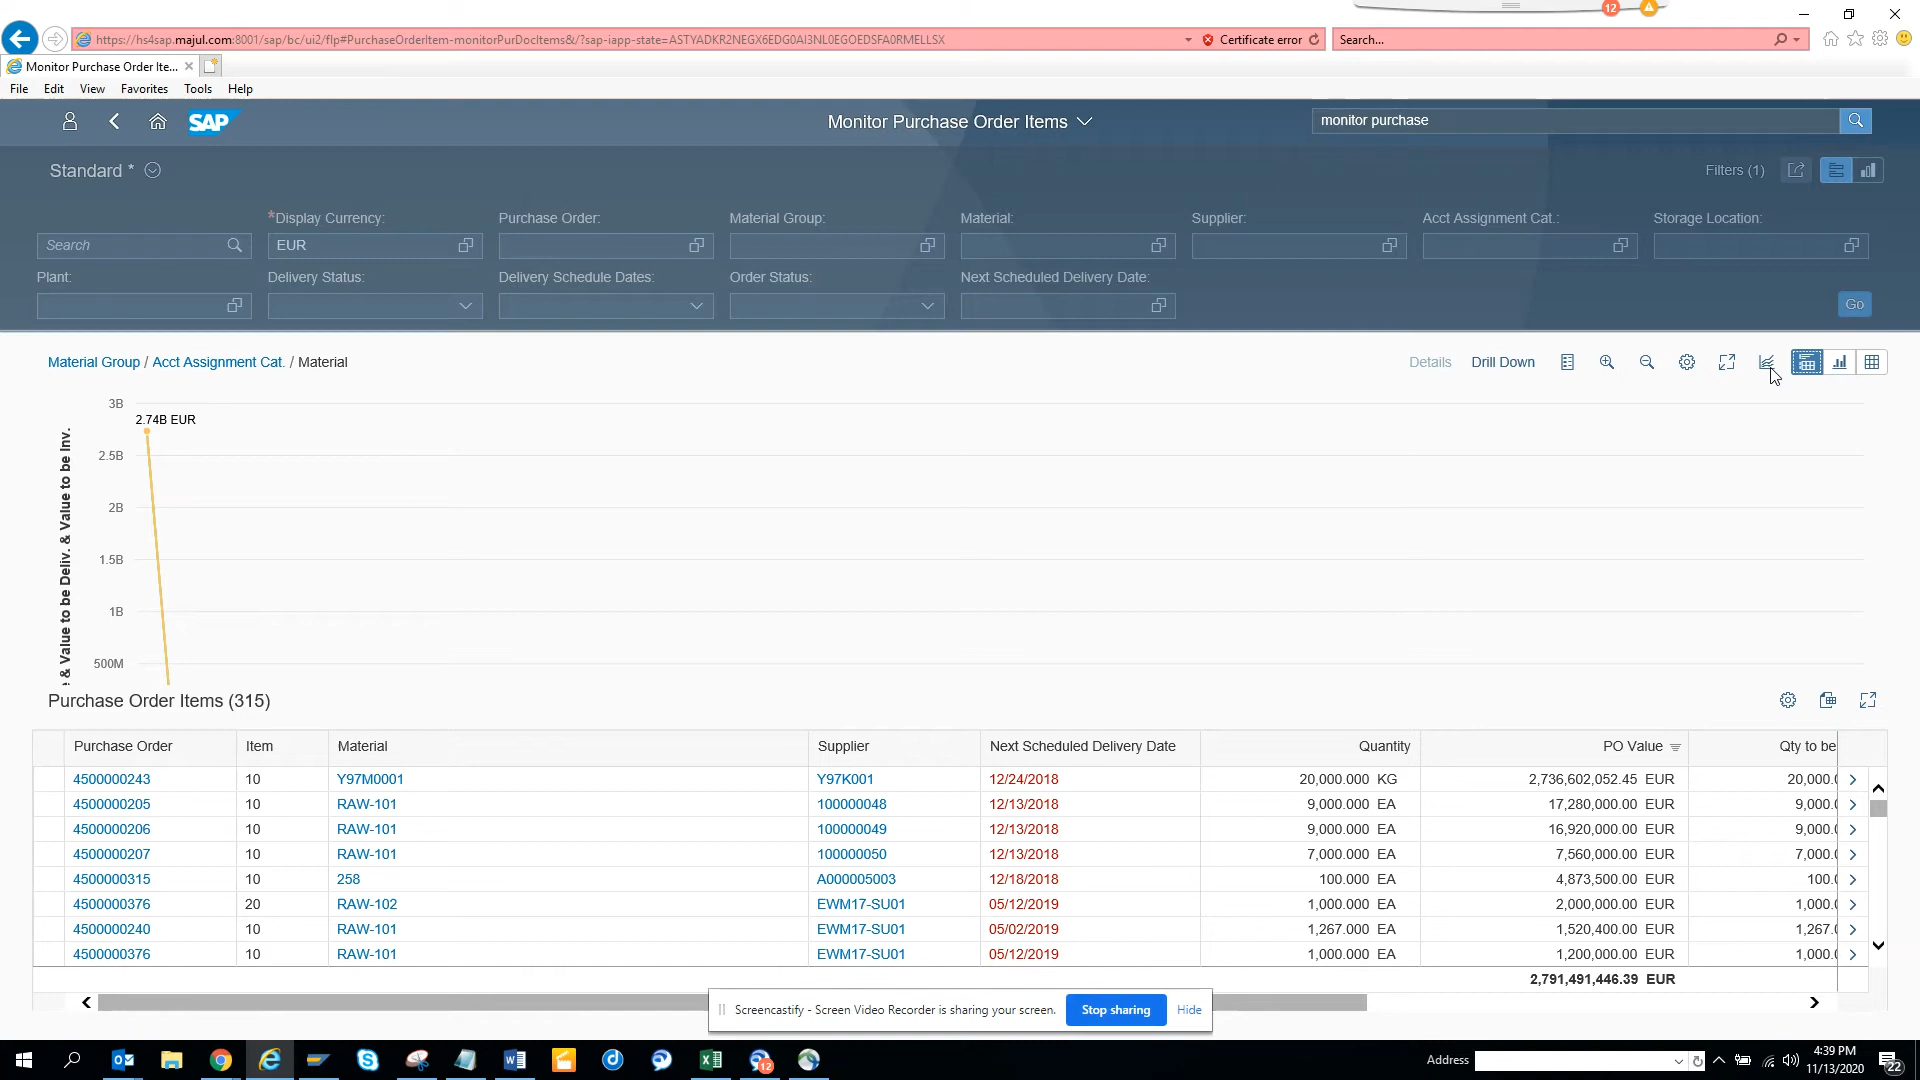 12
https://hs4sap.majul.com:8001/sap/bc/ui2/flp#PurchaseOrderItem-monitorPurDocItems&/?sap-iapp-state=ASTYADKR2NEGX6EDG0AI3NL0EGOEDSFA0RMELLSX
Certificate error
Search...
Monitor Purchase Order Ite...
File Edit View Favorites Tools Help
SAP
Monitor Purchase Order Items
monitor purchase
Standard *
Filters (1)
*Display Currency: Purchase Order: Material Group: Material: Supplier: Acct Assignment Cat.: Storage Location:
Search EUR
Plant: Delivery Status: Delivery Schedule Dates: Order Status: Next Scheduled Delivery Date:
Go
Material Group / Acct Assignment Cat. / Material
Details Drill Down
& Value to be Deliv. & Value to be Inv.
3B
2.74B EUR
2.5B
2B
1.5B
1B
500M
Purchase Order Items (315)
Purchase Order Item Material Supplier Next Scheduled Delivery Date Quantity PO Value Qty to be
4500000243 10 Y97M0001 Y97K001 12/24/2018 20,000.000 KG 2,736,602,052.45 EUR 20,000.
4500000205 10 RAW-101 100000048 12/13/2018 9,000.000 EA 17,280,000.00 EUR 9,000.
4500000206 10 RAW-101 100000049 12/13/2018 9,000.000 EA 16,920,000.00 EUR 9,000.
4500000207 10 RAW-101 100000050 12/13/2018 7,000.000 EA 7,560,000.00 EUR 7,000.
4500000315 10 258 A000005003 12/18/2018 100.000 EA 4,873,500.00 EUR 100.
4500000376 20 RAW-102 EWM17-SU01 05/12/2019 1,000.000 EA 2,000,000.00 EUR 1,000.
4500000240 10 RAW-101 EWM17-SU01 05/02/2019 1,267.000 EA 1,520,400.00 EUR 1,267.
4500000376 10 RAW-101 EWM17-SU01 05/12/2019 1,000.000 EA 1,200,000.00 EUR 1,000.
2,791,491,446.39 EUR
Screencastify - Screen Video Recorder is sharing your screen. Stop sharing Hide
12
Address
4:39 PM
11/13/2020
22